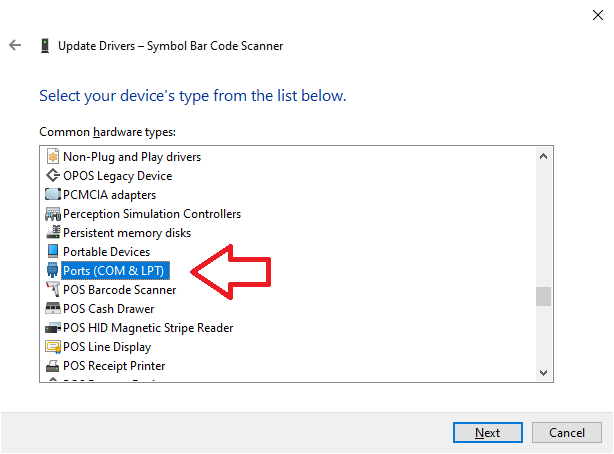 Update Drivers – Symbol Bar Code Scanner
Select your device's type from the list below.
Common hardware types:
Non-Plug and Play drivers
OPOS Legacy Device
PCMCIA adapters
Perception Simulation Controllers
Persistent memory disks
Portable Devices
Ports (COM & LPT)
POS Barcode Scanner
POS Cash Drawer
POS HID Magnetic Stripe Reader
POS Line Display
POS Receipt Printer
Next
Cancel